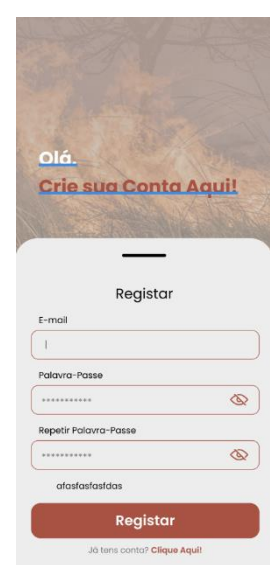 Olá.
Crie sua Conta Aqui!
Registar
E-mail
Palavra-Passe
***********
Repetir Palavra-Passe
***********
afasfasfasfdas
Registar
Já tens conta? Clique Aqui!